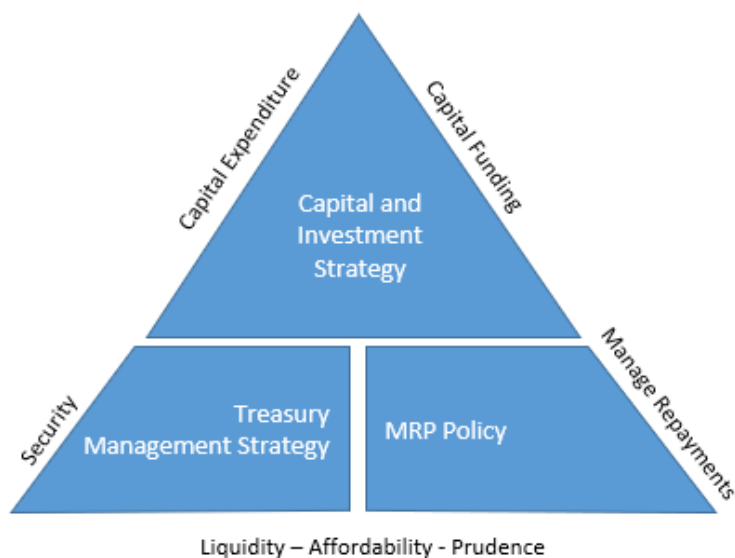 Capital Expenditure
Capital Funding
Capital and
Investment
Strategy
Security
Treasury
Management Strategy
MRP Policy
Manage Repayments
Liquidity – Affordability - Prudence